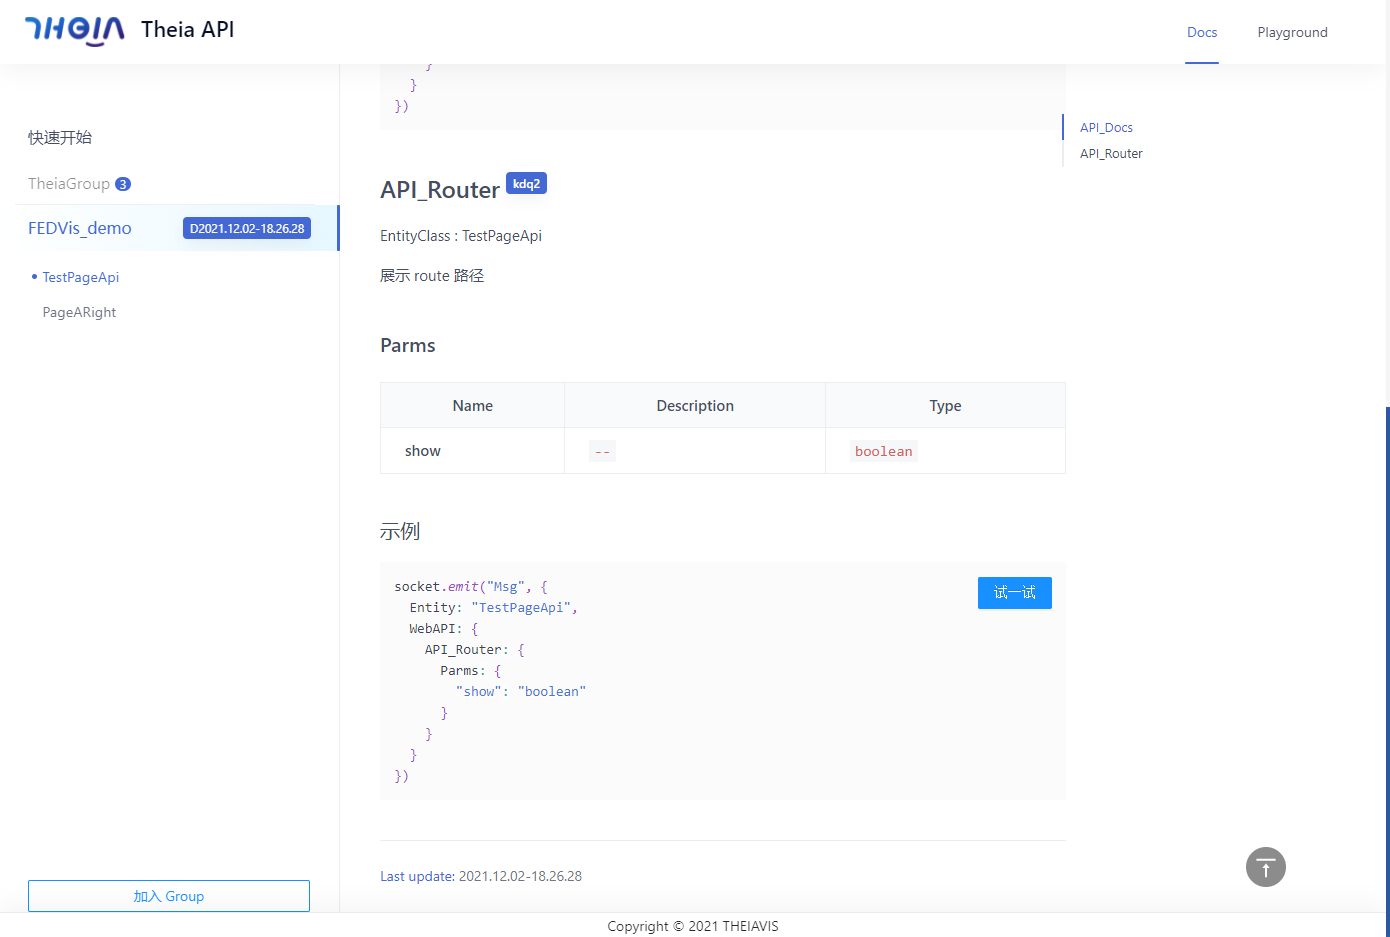 THEIA Theia API
Docs
Playground
快速开始
TheiaGroup 3
FEDVis_demo D2021.12.02-18.26.28
TestPageApi
PageARight
加入 Group
}
}
})
API_Router kdq2
EntityClass : TestPageApi
展示 route 路径
Parms
Name Description Type
show -- boolean
示例
试一试
socket.emit("Msg", {
Entity: "TestPageApi",
WebAPI: {
API_Router: {
Parms: {
"show": "boolean"
}
}
}
})
Last update: 2021.12.02-18.26.28
API_Docs
API_Router
Copyright © 2021 THEIAVIS